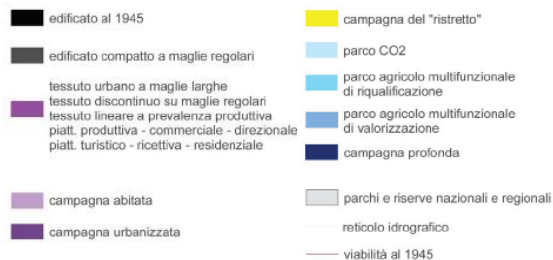 edificato al 1945
edificato compatto a maglie regolari
tessuto urbano a maglie larghe
tessuto discontinuo su maglie regolari
tessuto lineare a prevalenza produttiva
piatt. produttiva - commerciale - direzionale
piatt. turistico - ricettiva - residenziale
campagna abitata
campagna urbanizzata
campagna del "ristretto"
parco CO2
parco agricolo multifunzionale
di riqualificazione
parco agricolo multifunzionale
di valorizzazione
campagna profonda
parchi e riserve nazionali e regionali
reticolo idrografico
viabilità al 1945